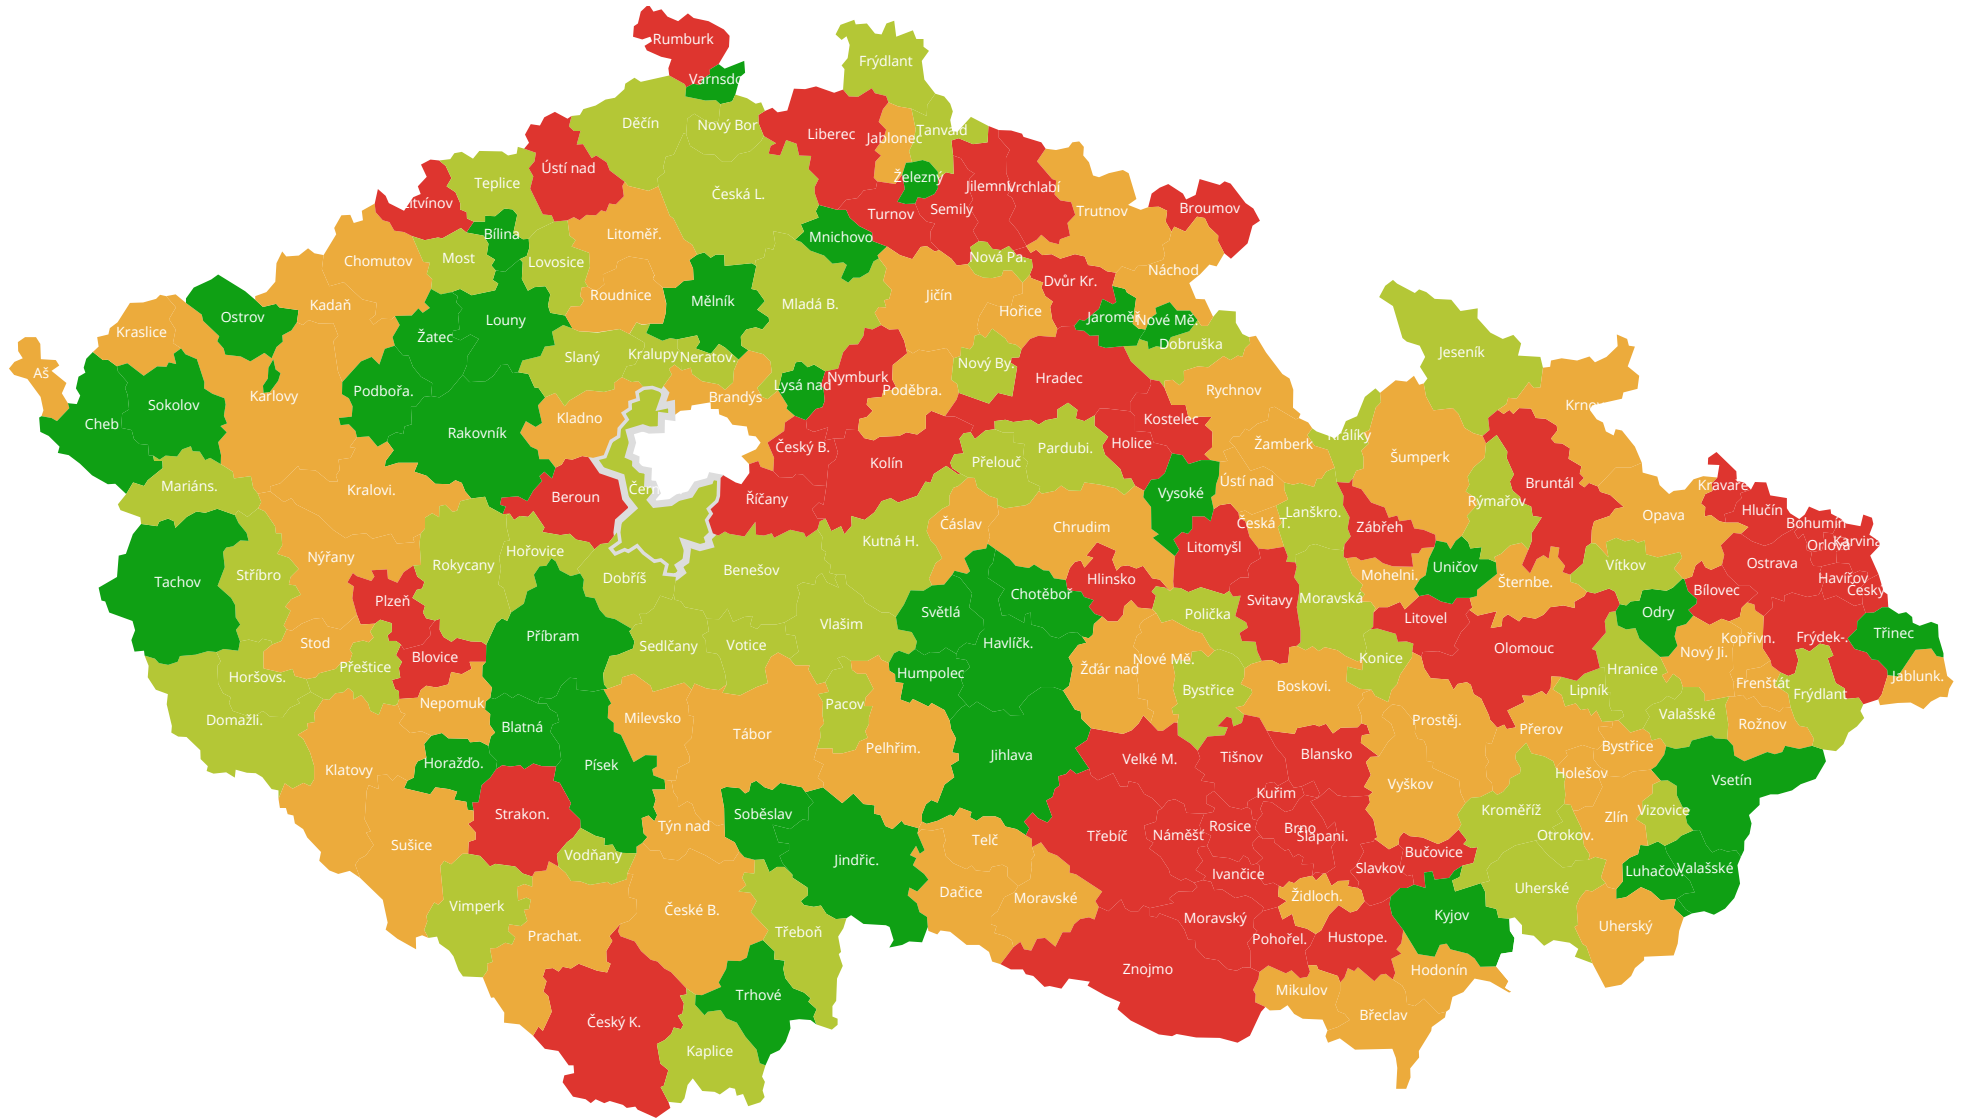 Rumburk
Frýdlant
Varnsdo
Děčín
Nový Bor
Liberec
Jablonec
Tanvald
Ústí nad
Teplice
Železný
Jilemni
Vrchlabí
Česká L.
Litvínov
Turnov
Semily
Trutnov
Broumov
Bílina
Litoměř.
Mnichovo
Most
Lovosice
Chomutov
Nová Pa.
Náchod
Dvůr Kr.
Kadaň
Roudnice
Mělník
Mladá B.
Jičín
Hořice
Ostrov
Louny
Jaroměř
Nové Mě.
Kraslice
Žatec
Dobruška
Slaný
Kralupy
Neratov.
Nový By.
Jeseník
Aš
Sokolov
Karlovy
Podbořa.
Brandýs
Lysá nad
Nymburk
Poděbra.
Hradec
Rychnov
Krnov
Cheb
Rakovník
Kladno
Kostelec
Český B.
Kolín
Pardubi.
Holice
Žamberk
Králíky
Přelouč
Šumperk
Mariáns.
Kralovi.
Beroun
Čern
Říčany
Vysoké
Ústí nad
Bruntál
Kravaře
Rýmařov
Lanškro.
Hlučín
Opava
Bohumín
Čáslav
Chrudim
Česká T.
Zábřeh
Orlová
Karviná
Nýřany
Hořovice
Kutná H.
Litomyšl
Rokycany
Stříbro
Tachov
Dobříš
Benešov
Hlinsko
Mohelni.
Uničov
Šternbe.
Vítkov
Ostrava
Havířov
Český
Bílovec
Plzeň
Chotěboř
Světlá
Polička
Svitavy
Moravská
Litovel
Odry
Třinec
Stod
Blovice
Příbram
Sedlčany
Votice
Vlašim
Havlíčk.
Kopřivn.
Frýdek-.
Přeštice
Horšovs.
Humpolec
Žďár nad
Nové Mě.
Konice
Olomouc
Nový Ji.
Hranice
Jablunk.
Frenštát
Frýdlant
Bystřice
Boskovi.
Lipník
Nepomuk
Pacov
Domažli.
Blatná
Milevsko
Tábor
Pelhřim.
Prostěj.
Přerov
Valašské
Rožnov
Klatovy
Horažďo.
Písek
Jihlava
Velké M.
Tišnov
Blansko
Bystřice
Holešov
Vsetín
Vyškov
Kuřim
Strakon.
Soběslav
Týn nad
Kroměříž
Zlín
Vizovice
Třebíč
Náměšť
Rosice
Brno
Šlapani.
Otrokov.
Sušice
Vodňany
Jindřic.
Telč
Bučovice
Slavkov
Ivančice
Luhačov.
Valašské
Dačice
Moravské
Židloch.
Uherské
Vimperk
České B.
Moravský
Kyjov
Prachat.
Třeboň
Pohořel.
Hustope.
Uherský
Znojmo
Hodonín
Mikulov
Trhové
Český K.
Břeclav
Kaplice